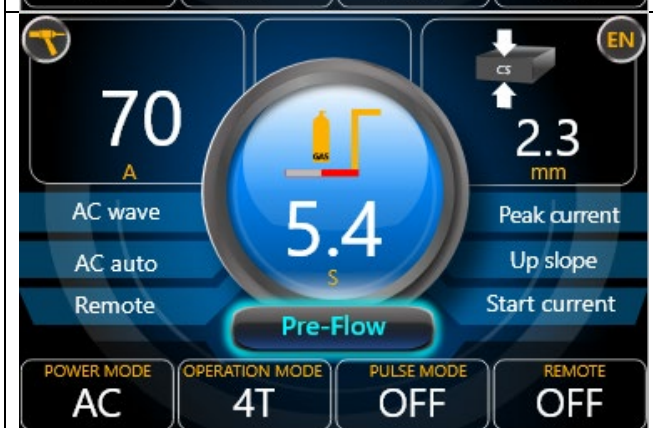 EN
CS
70
A
GAS
2.3
mm
5.4
S
AC wave
AC auto
Remote
Peak current
Up slope
Start current
Pre-Flow
POWER MODE
AC
OPERATION MODE
4T
PULSE MODE
OFF
REMOTE
OFF